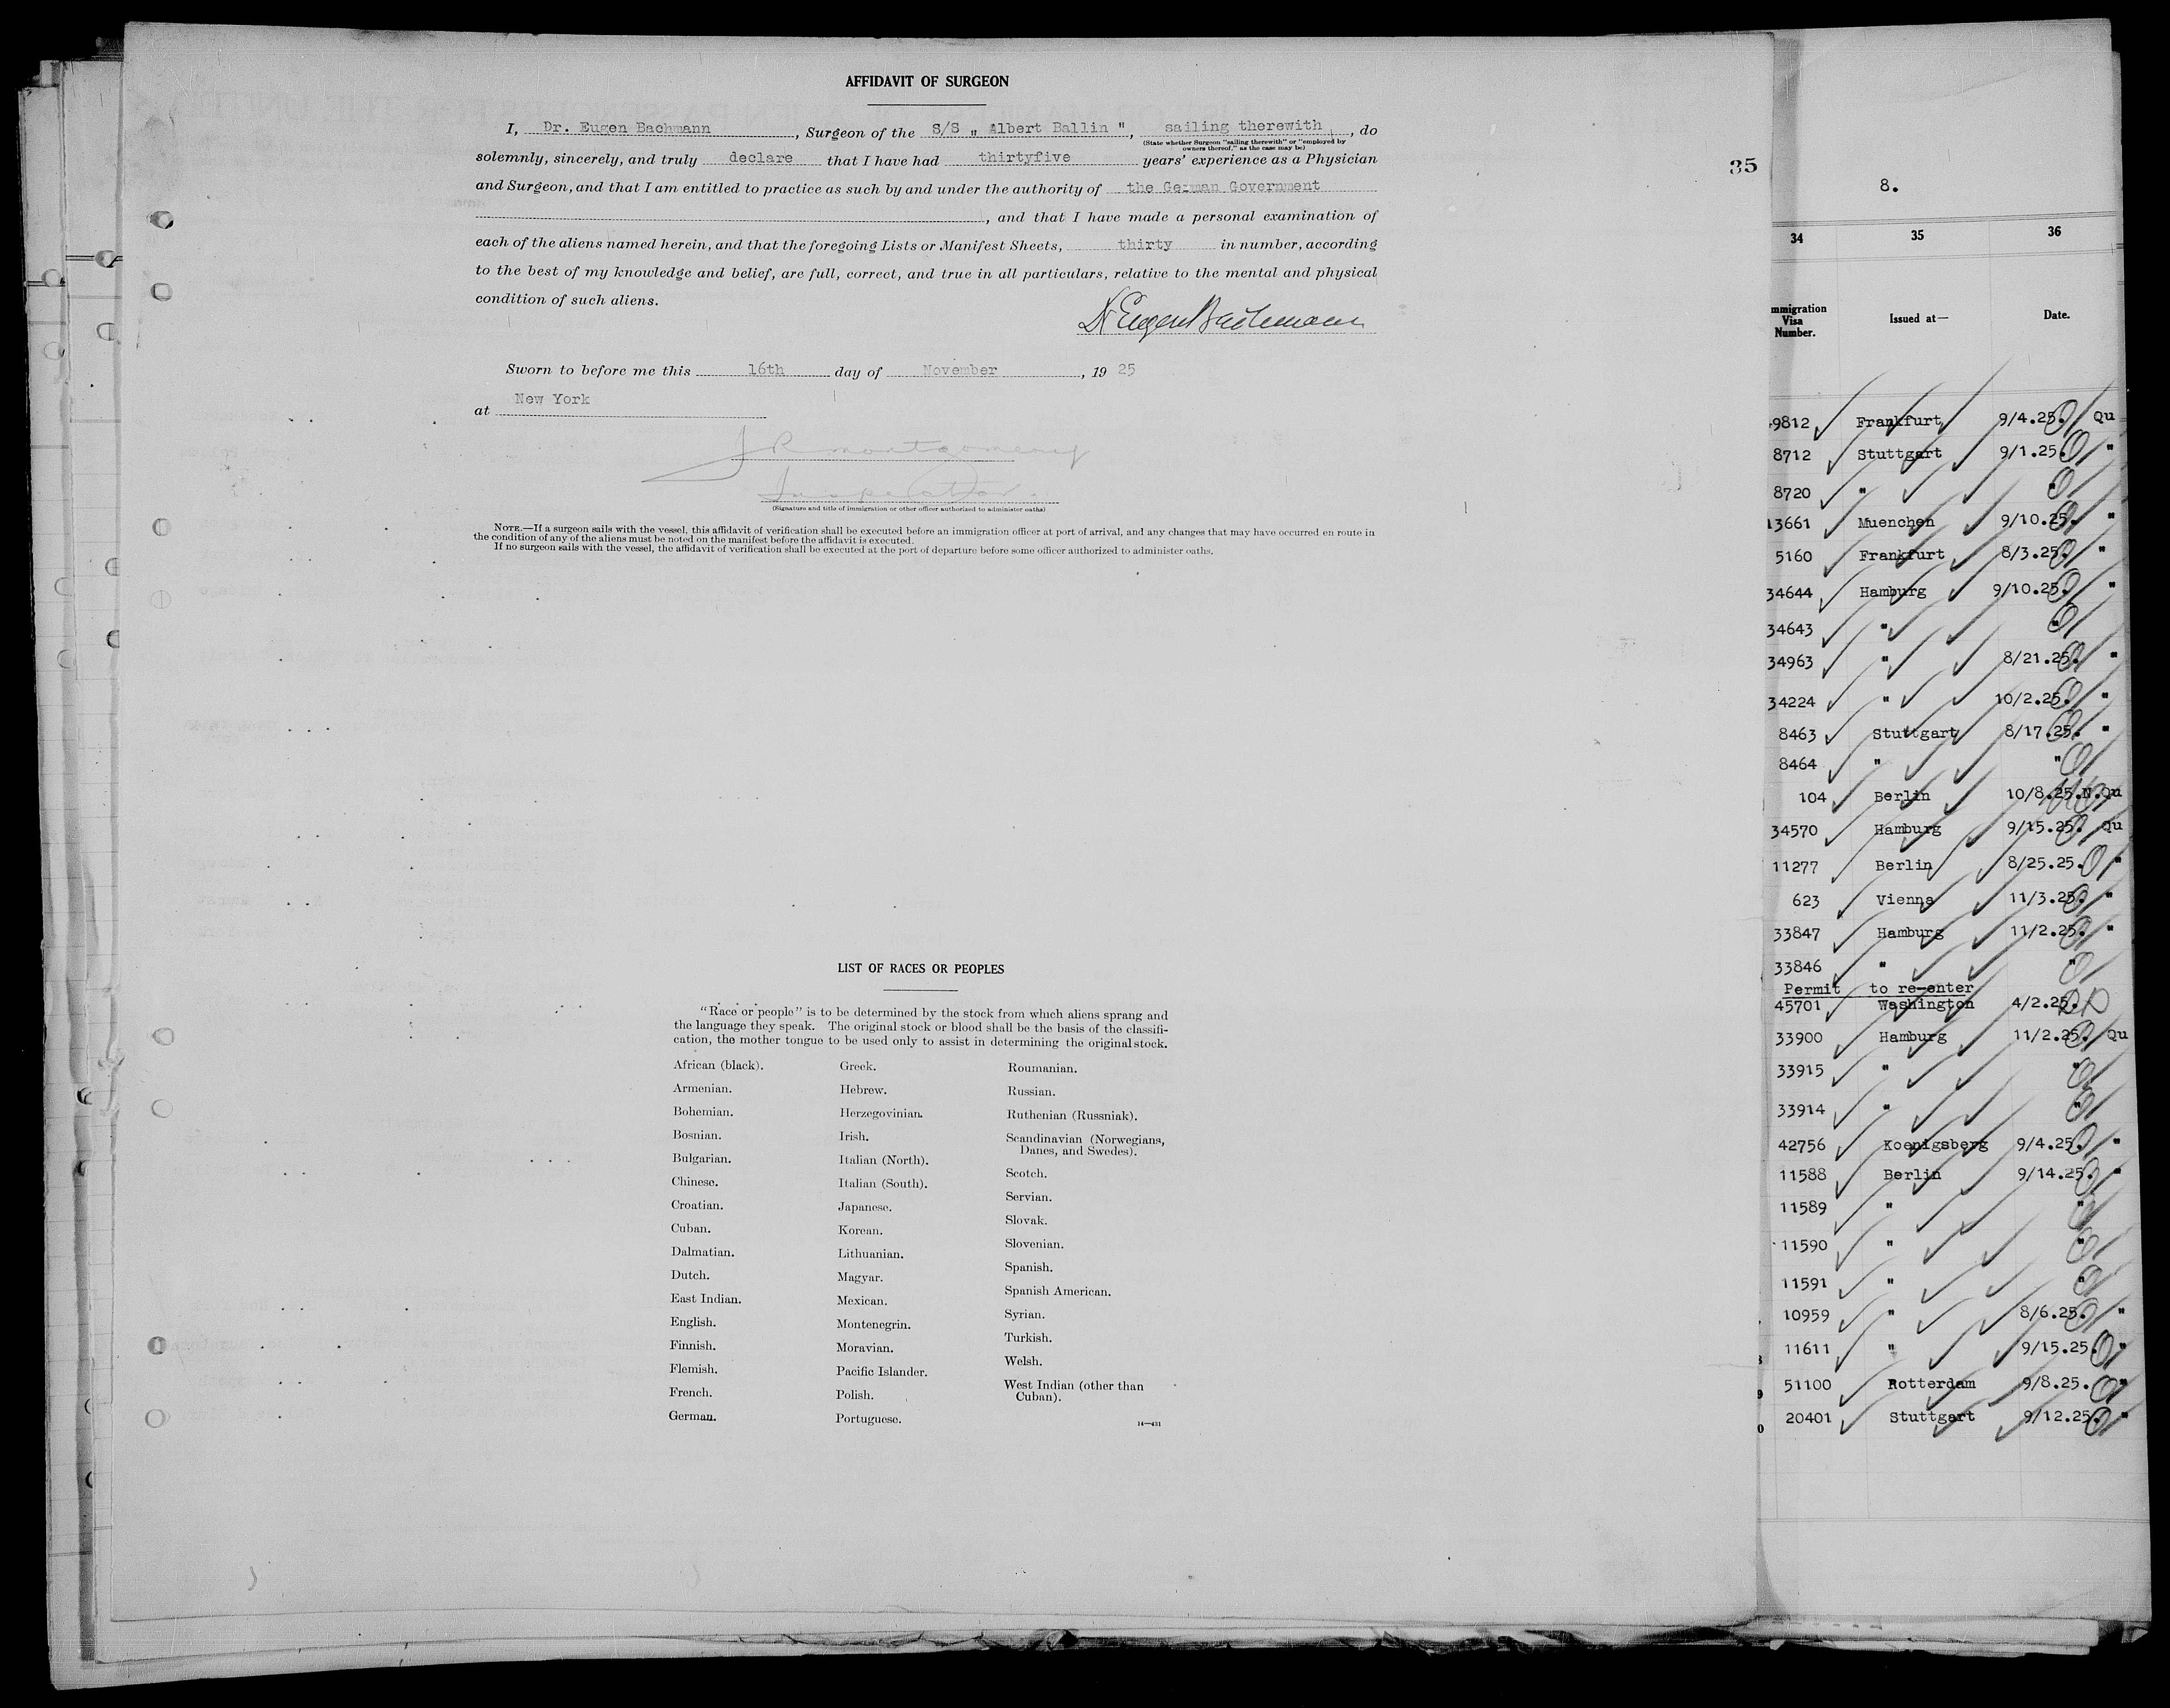 AFFIDAVIT OF SURGEON
I, Dr. Eugen Bachmann, Surgeon of the S/S „ Albert Ballin ", sailing therewith, do
(State whether Surgeon "sailing therewith" or "employed by
owners thereof," as the case may be)
solemnly, sincerely, and truly declare that I have had thirtyfive years' experience as a Physician
and Surgeon, and that I am entitled to practice as such by and under the authority of the German Government
, and that I have made a personal examination of
each of the aliens named herein, and that the foregoing Lists or Manifest Sheets, thirty in number, according
to the best of my knowledge and belief, are full, correct, and true in all particulars, relative to the mental and physical
condition of such aliens.
Dr Eugen Bachmann
Sworn to before me this 16th day of November, 19 25
at New York
J R Montgomery
Inspector.
(Signature and title of immigration or other officer authorized to administer oaths)
NOTE.—If a surgeon sails with the vessel, this affidavit of verification shall be executed before an immigration officer at port of arrival, and any changes that may have occurred en route in
the condition of any of the aliens must be noted on the manifest before the affidavit is executed.
If no surgeon sails with the vessel, the affidavit of verification shall be executed at the port of departure before some officer authorized to administer oaths.
LIST OF RACES OR PEOPLES
"Race or people" is to be determined by the stock from which aliens sprang and
the language they speak. The original stock or blood shall be the basis of the classifi-
cation, the mother tongue to be used only to assist in determining the original stock.
African (black).
Armenian.
Bohemian.
Bosnian.
Bulgarian.
Chinese.
Croatian.
Cuban.
Dalmatian.
Dutch.
East Indian.
English.
Finnish.
Flemish.
French.
German.
Greek.
Hebrew.
Herzegovinian.
Irish.
Italian (North).
Italian (South).
Japanese.
Korean.
Lithuanian.
Magyar.
Mexican.
Montenegrin.
Moravian.
Pacific Islander.
Polish.
Portuguese.
Roumanian.
Russian.
Ruthenian (Russniak).
Scandinavian (Norwegians,
Danes, and Swedes).
Scotch.
Servian.
Slovak.
Slovenian.
Spanish.
Spanish American.
Syrian.
Turkish.
Welsh.
West Indian (other than
Cuban).
14—431
35
8.
34 35 36
mmigration
Visa
Number.
Issued at—
Date.
9812 Frankfurt 9/4.25. Qu
8712 Stuttgart 9/1.25. "
8720 " "
13661 Muenchen 9/10.25. "
5160 Frankfurt 8/3.25. "
34644 Hamburg 9/10.25. "
34643 " "
34963 " 8/21.25. "
34224 " 10/2.25. "
8463 Stuttgart 8/17.25. "
8464 " "
104 Berlin 10/8.25.N.Qu
34570 Hamburg 9/15.25. Qu
11277 Berlin 8/25.25. "
623 Vienna 11/3.25. "
33847 Hamburg 11/2.25. "
33846 " "
Permit to re-enter
45701 Washington 4/2.25.
33900 Hamburg 11/2.25. Qu
33915 " "
33914 " "
42756 Koenigsberg 9/4.25. "
11588 Berlin 9/14.25. "
11589 " "
11590 " "
11591 " "
10959 " 8/6.25. "
11611 " 9/15.25. "
51100 Rotterdam 9/8.25. "
20401 Stuttgart 9/12.25. "